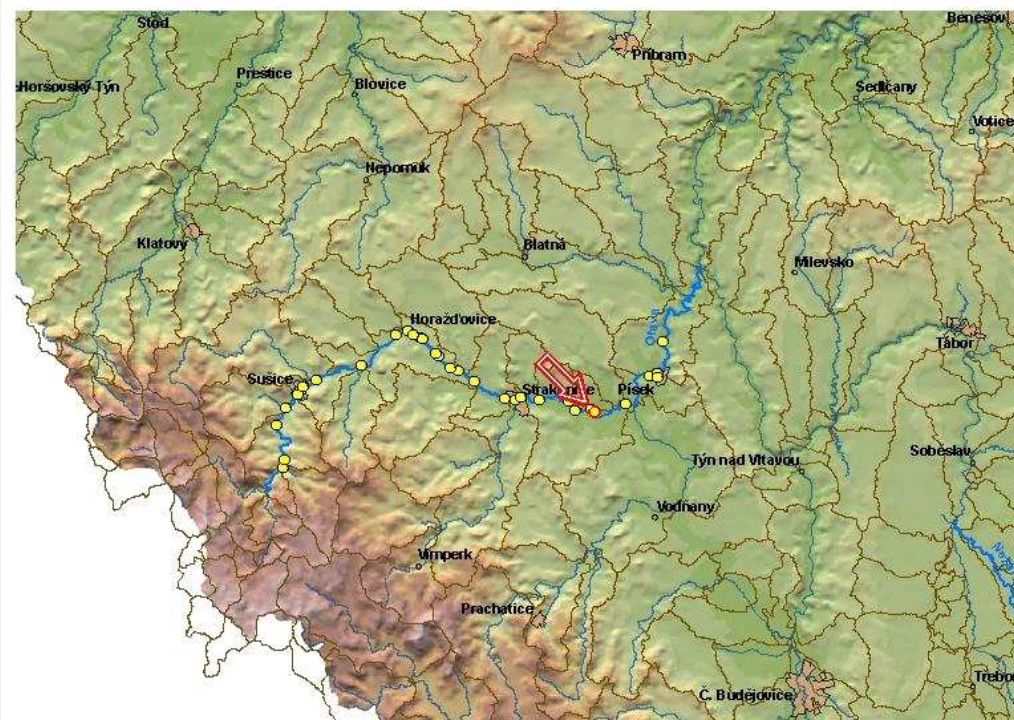 Stod
Benešov
Příbram
Přeštice
Horšovský Týn
Blovice
Sedlčany
Votice
Nepomuk
Klatovy
Blatná
Milevsko
Horažďovice
Otava
Tábor
Sušice
Písek
Týn nad Vltavou
Soběslav
Vodňany
Vimperk
Prachatice
Č. Budějovice